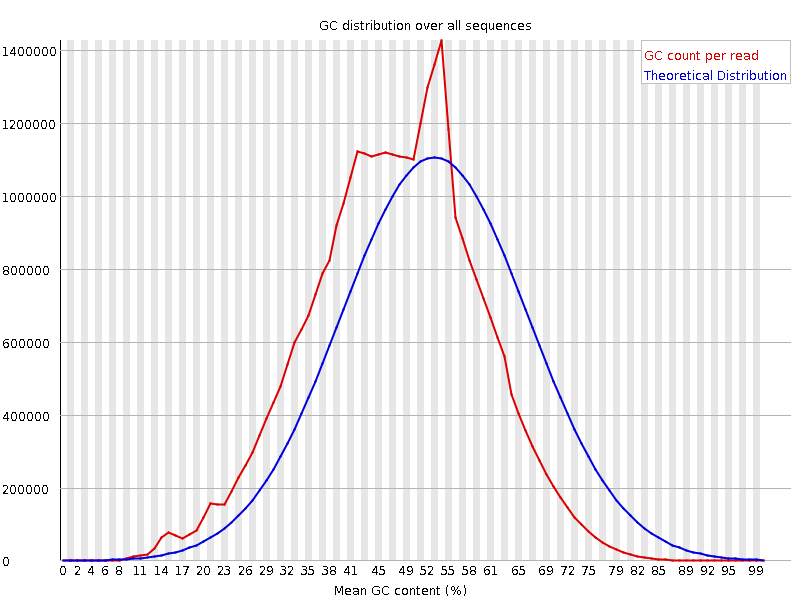 GC distribution over all sequences
GC count per read
Theoretical Distribution
1400000
1200000
1000000
800000
600000
400000
200000
0
0 2 4 6 8 11 14 17 20 23 26 29 32 35 38 41 45 49 52 55 58 61 65 69 72 75 79 82 85 89 92 95 99
Mean GC content (%)